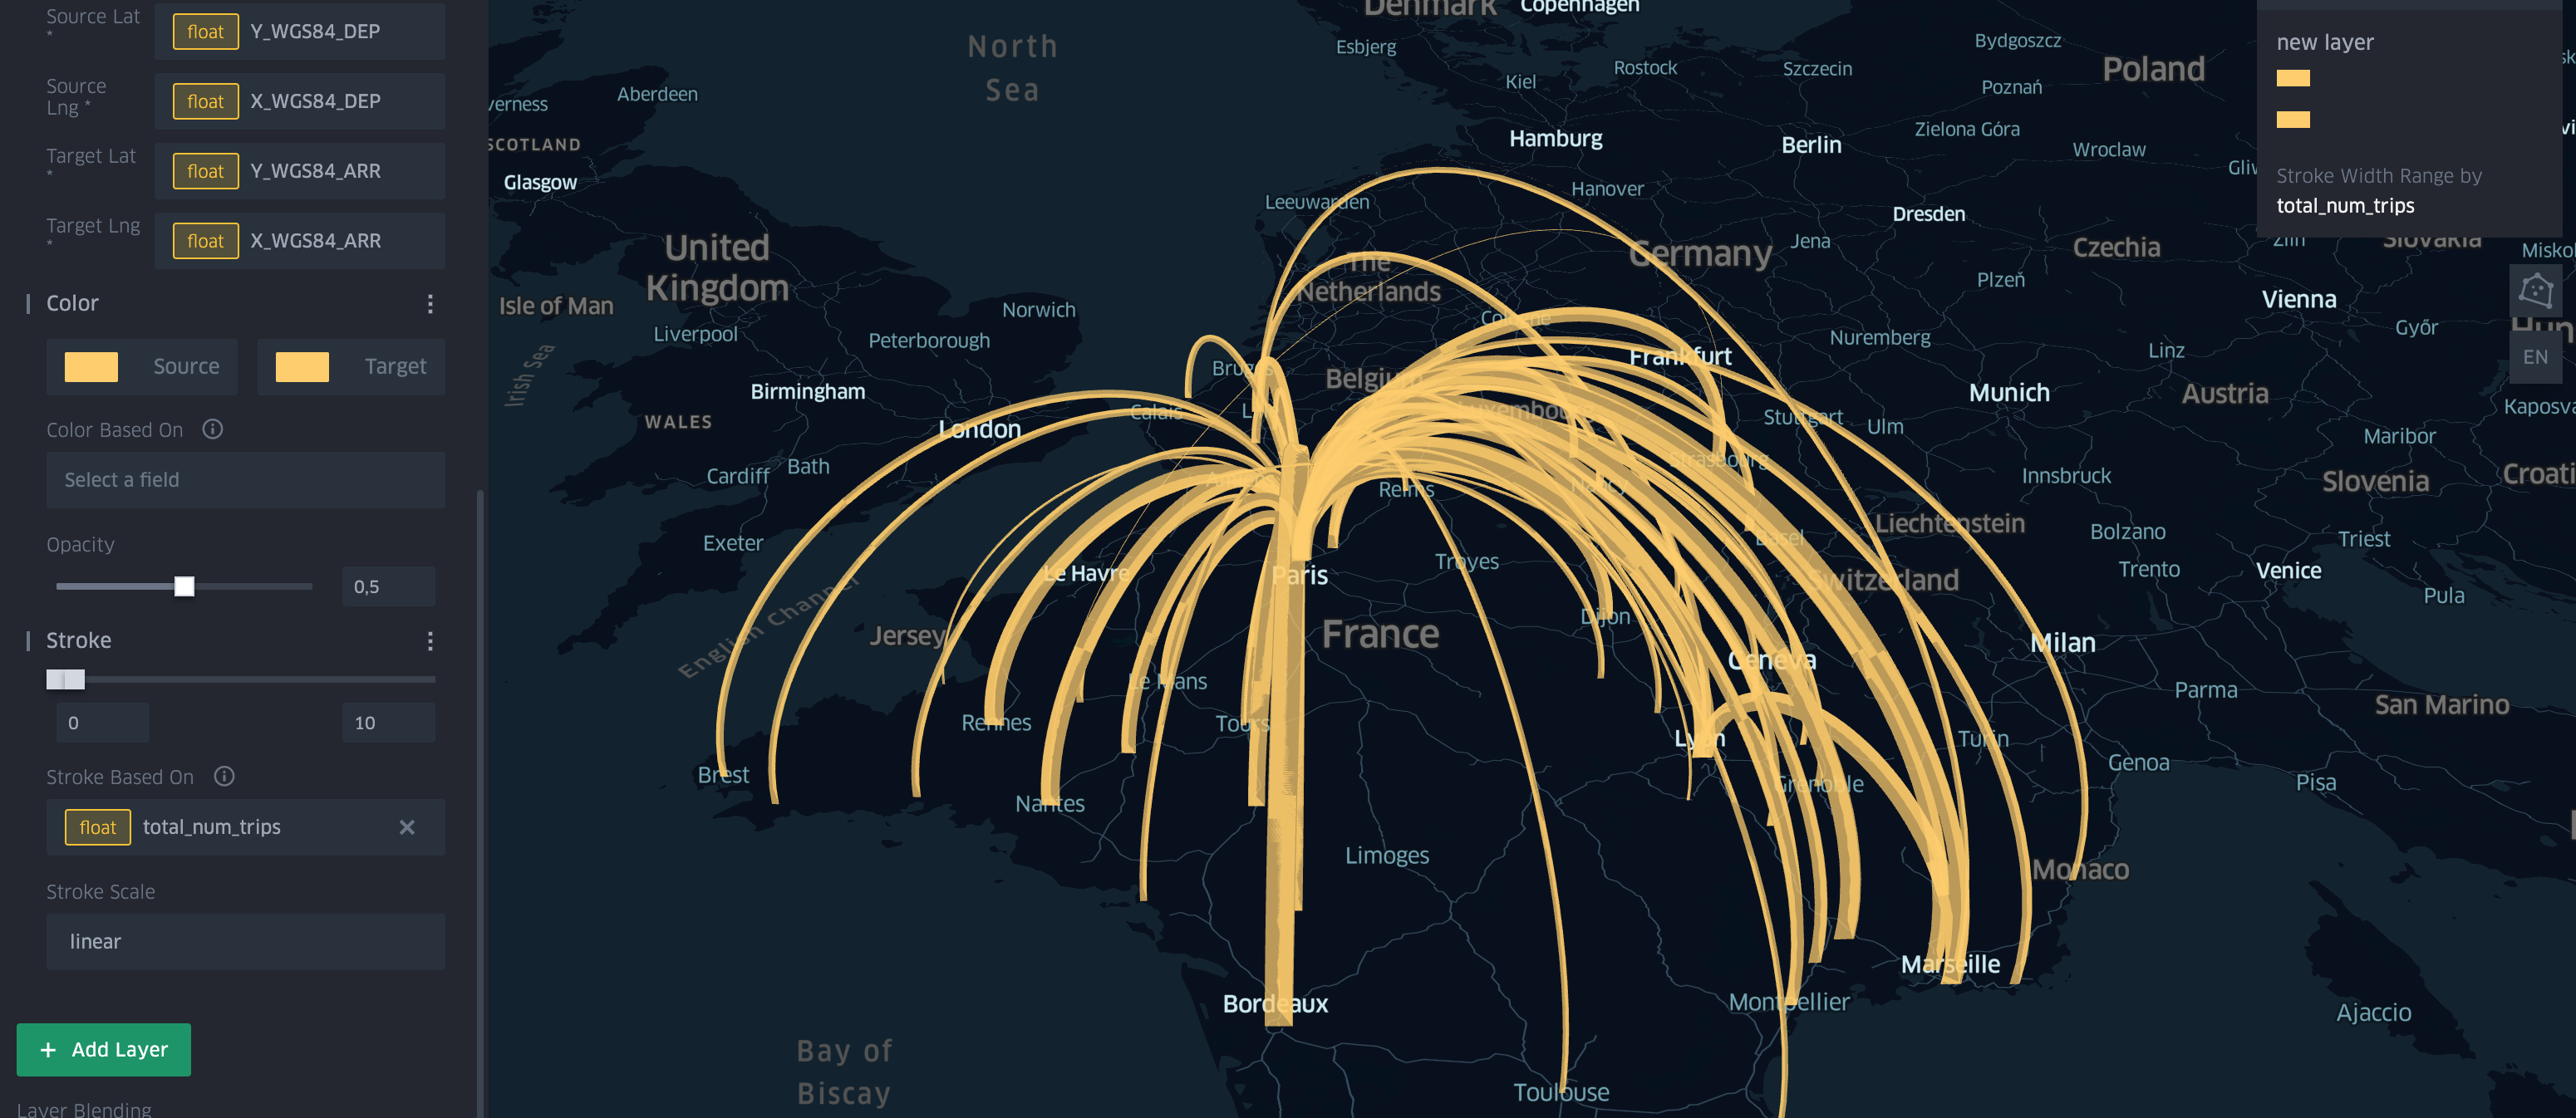 Source Lat
*
float
Y_WGS84_DEP
Source
Lng *
float
X_WGS84_DEP
Target Lat
*
float
Y_WGS84_ARR
Target Lng
*
float
X_WGS84_ARR
Color
Source
Target
Color Based On
Select a field
Opacity
0,5
Stroke
0
10
Stroke Based On
float
total_num_trips
Stroke Scale
linear
+ Add Layer
Layer Blending
new layer
Stroke Width Range by
total_num_trips
EN
Denmark
Copenhagen
Esbjerg
North
Sea
Aberdeen
verness
SCOTLAND
Glasgow
Kiel
Rostock
Szczecin
Bydgoszcz
Poznań
Poland
Hamburg
Berlin
Zielona Góra
Wroclaw
Leeuwarden
Hanover
Dresden
United
Kingdom
Isle of Man
Norwich
The
Netherlands
Germany
Jena
Czechia
Slovakia
Zlín
Plzeň
Vienna
Győr
Liverpool
Peterborough
Irish Sea
Nuremberg
Linz
Frankfurt
Birmingham
WALES
London
Munich
Austria
Stuttgart
Ulm
Maribor
Cardiff
Bath
Calais
Strasbourg
Reims
Nancy
Innsbruck
Slovenia
Liechtenstein
Bolzano
Exeter
Le Havre
Paris
Troyes
Basel
Switzerland
Trento
Venice
Triest
Pula
English Channel
Jersey
France
Dijon
Geneva
Milan
Le Mans
Rennes
Tours
Lyon
Turin
Parma
San Marino
Brest
Nantes
Grenoble
Genoa
Pisa
Limoges
Monaco
Marseille
Bordeaux
Montpellier
Ajaccio
Bay of
Biscay
Toulouse